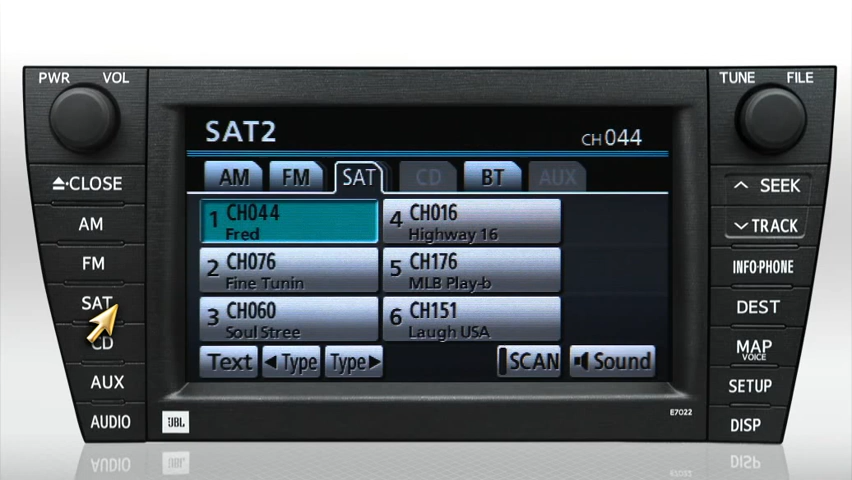 PWR VOL
TUNE FILE
SAT2
CH044
AM FM SAT CD BT AUX
1 CH044
Fred
4 CH016
Highway 16
2 CH076
Fine Tunin
5 CH176
MLB Play-b
3 CH060
Soul Stree
6 CH151
Laugh USA
Text Type Type SCAN Sound
CLOSE
AM
FM
SAT
CD
AUX
AUDIO
SEEK
TRACK
INFO·PHONE
DEST
MAP
VOICE
SETUP
DISP
JBL
E7022